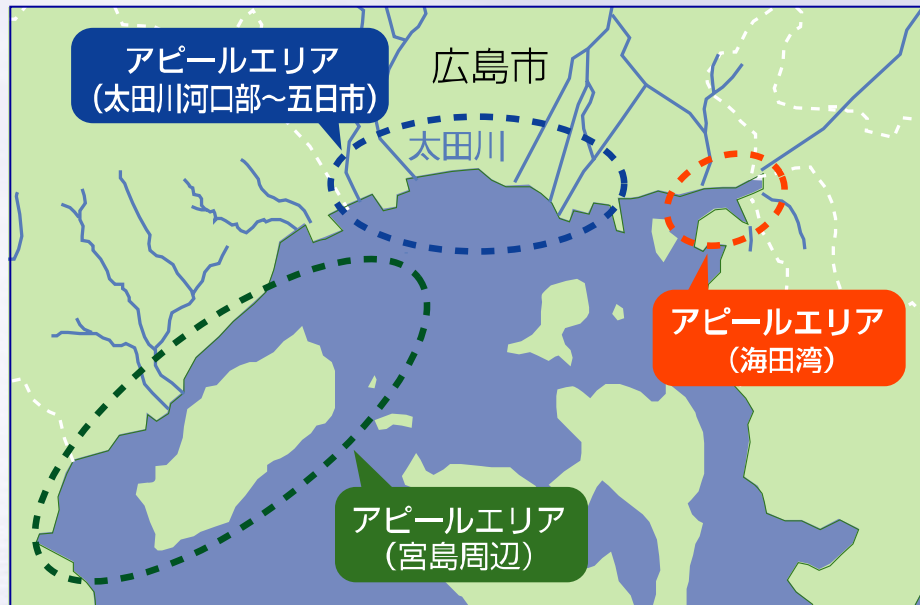 アピールエリア
（太田川河口部～五日市）
広島市
太田川
アピールエリア
（海田湾）
アピールエリア
（宮島周辺）